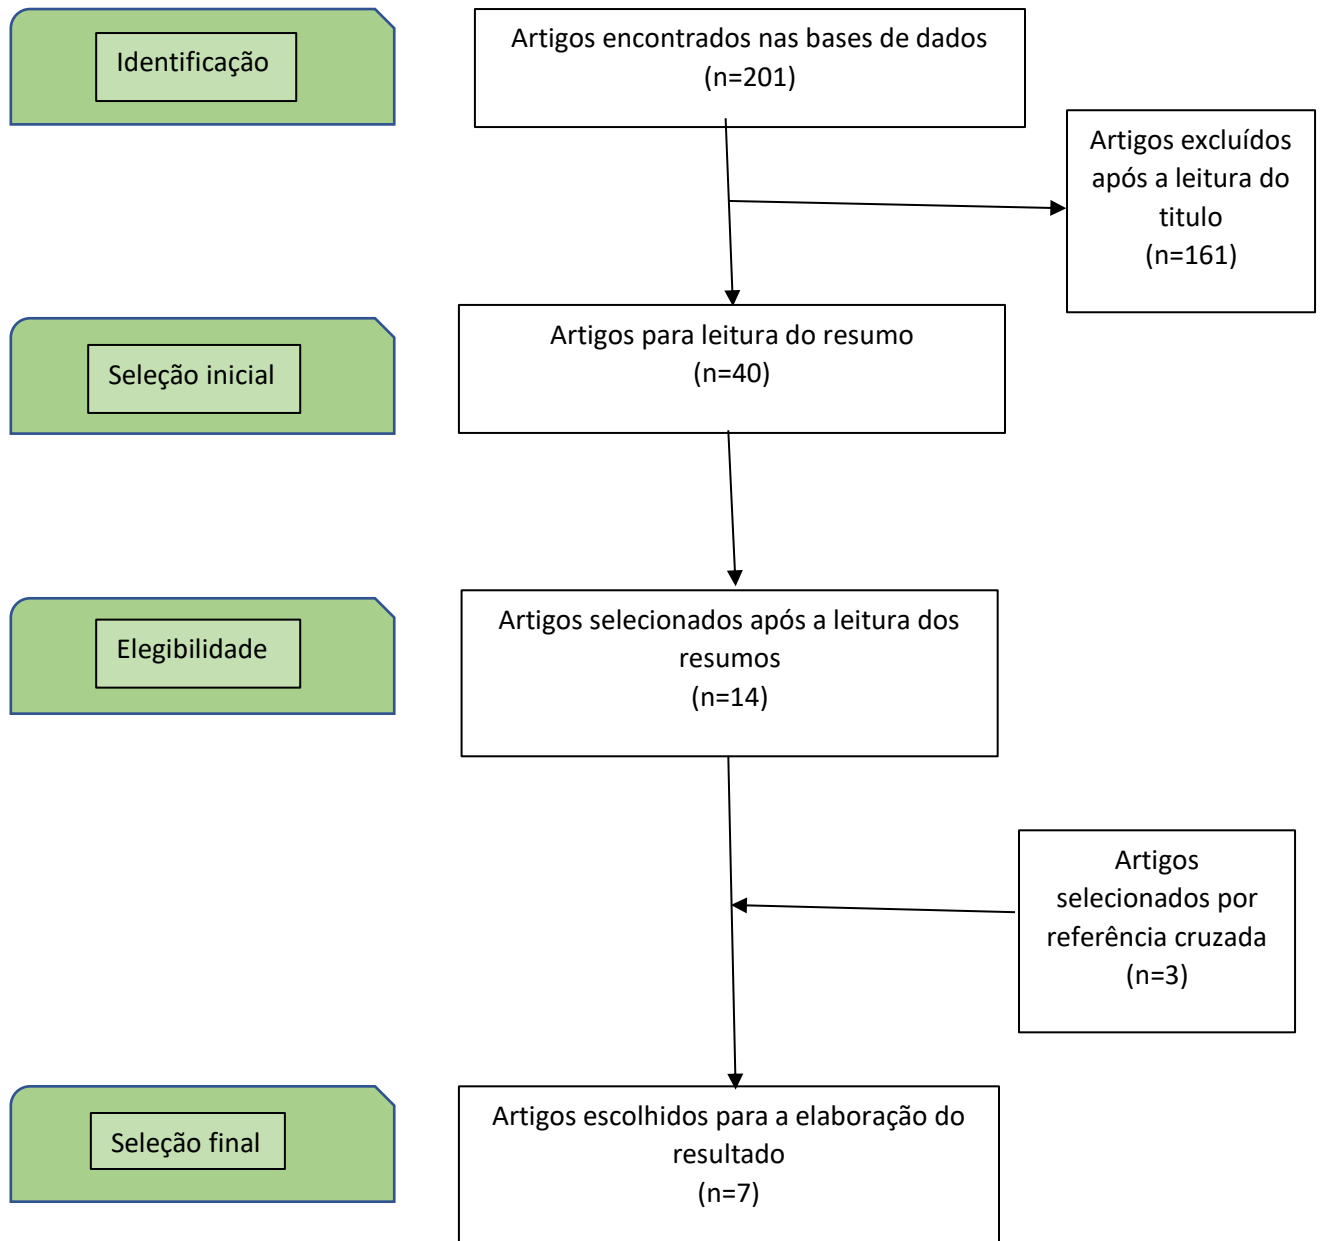 Identificação
Artigos encontrados nas bases de dados
(n=201)
Artigos excluídos
após a leitura do
titulo
(n=161)
Seleção inicial
Artigos para leitura do resumo
(n=40)
Elegibilidade
Artigos selecionados após a leitura dos
resumos
(n=14)
Artigos
selecionados por
referência cruzada
(n=3)
Seleção final
Artigos escolhidos para a elaboração do
resultado
(n=7)